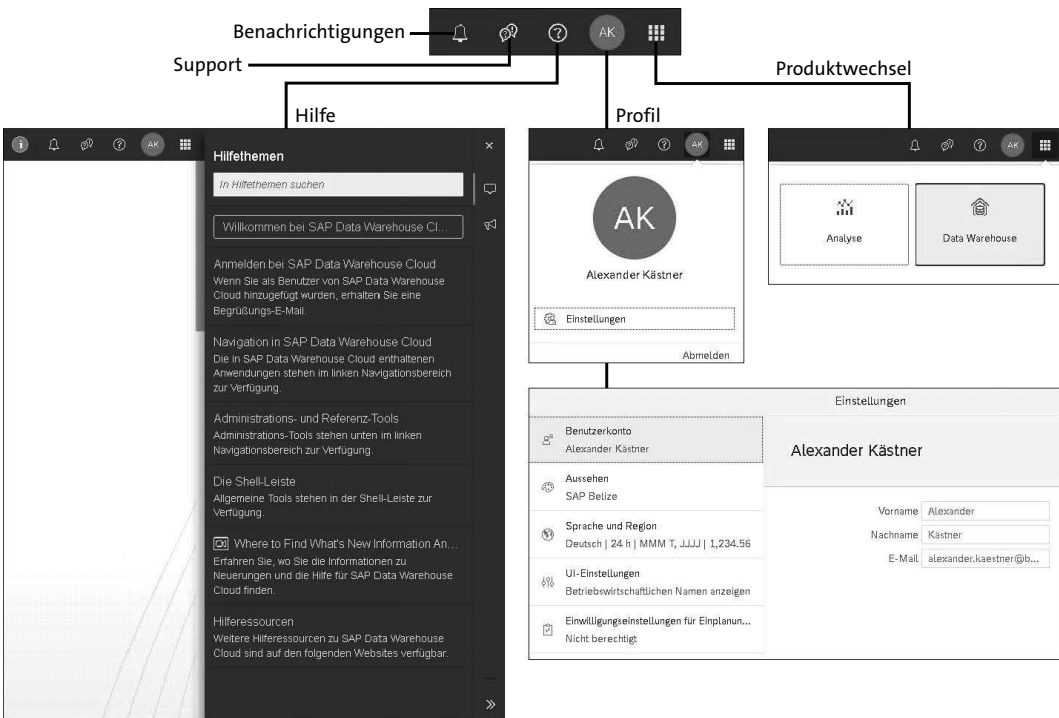 Benachrichtigungen
AK
Support
Produktwechsel
Hilfe
Profil
AK
Hilfethemen
In Hilfethemen suchen
Willkommen bei SAP Data Warehouse Cl...
Anmelden bei SAP Data Warehouse Cloud
Wenn Sie als Benutzer von SAP Data Warehouse
Cloud hinzugefügt wurden, erhalten Sie eine
Begrüßungs-E-Mail.
Navigation in SAP Data Warehouse Cloud
Die in SAP Data Warehouse Cloud enthaltenen
Anwendungen stehen im linken Navigationsbereich
zur Verfügung.
Administrations- und Referenz-Tools
Administrations-Tools stehen unten im linken
Navigationsbereich zur Verfügung.
Die Shell-Leiste
Allgemeine Tools stehen in der Shell-Leiste zur
Verfügung.
Where to Find What's New Information An...
Erfahren Sie, wo Sie die Informationen zu
Neuerungen und die Hilfe für SAP Data Warehouse
Cloud finden.
Hilferessourcen
Weitere Hilferessourcen zu SAP Data Warehouse
Cloud sind auf den folgenden Websites verfügbar.
AK
AK
Alexander Kästner
Einstellungen
Abmelden
AK
Analyse
Data Warehouse
Einstellungen
Benutzerkonto
Alexander Kästner
Aussehen
SAP Belize
Sprache und Region
Deutsch | 24 h | MMM T, JJJJ | 1,234.56
UI-Einstellungen
Betriebswirtschaftlichen Namen anzeigen
Einwilligungseinstellungen für Einplanun...
Nicht berechtigt
Alexander Kästner
Vorname Alexander
Nachname Kästner
E-Mail alexander.kaestner@b...